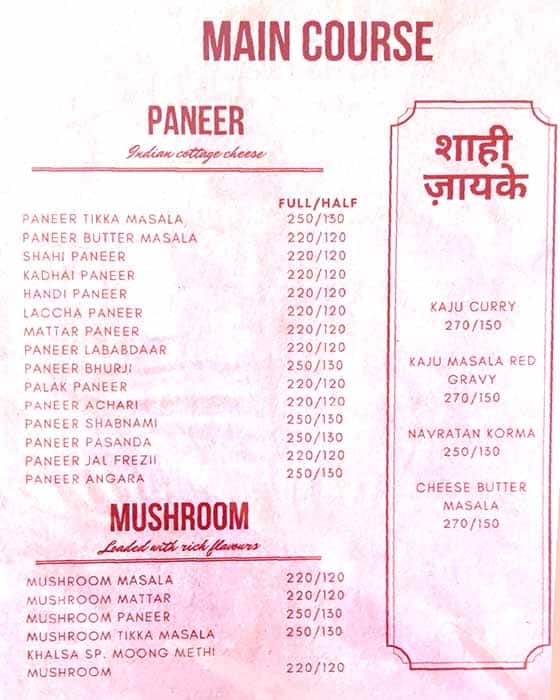 MAIN COURSE
PANEER
Indian cottage cheese
FULL/HALF
PANEER TIKKA MASALA 250/130
PANEER BUTTER MASALA 220/120
SHAHI PANEER 220/120
KADHAI PANEER 220/120
HANDI PANEER 220/120
LACCHA PANEER 220/120
MATTAR PANEER 220/120
PANEER LABABDAAR 220/120
PANEER BHURJI 250/130
PALAK PANEER 220/120
PANEER ACHARI 220/120
PANEER SHABNAMI 250/130
PANEER PASANDA 250/130
PANEER JAL FREZII 220/120
PANEER ANGARA 250/130
MUSHROOM
Loaded with rich flavours
MUSHROOM MASALA 220/120
MUSHROOM MATTAR 220/120
MUSHROOM PANEER 250/130
MUSHROOM TIKKA MASALA 250/130
KHALSA SP. MOONG METHI
MUSHROOM 220/120
शाही
ज़ायके
KAJU CURRY
270/150
KAJU MASALA RED
GRAVY
270/150
NAVRATAN KORMA
250/130
CHEESE BUTTER
MASALA
270/150